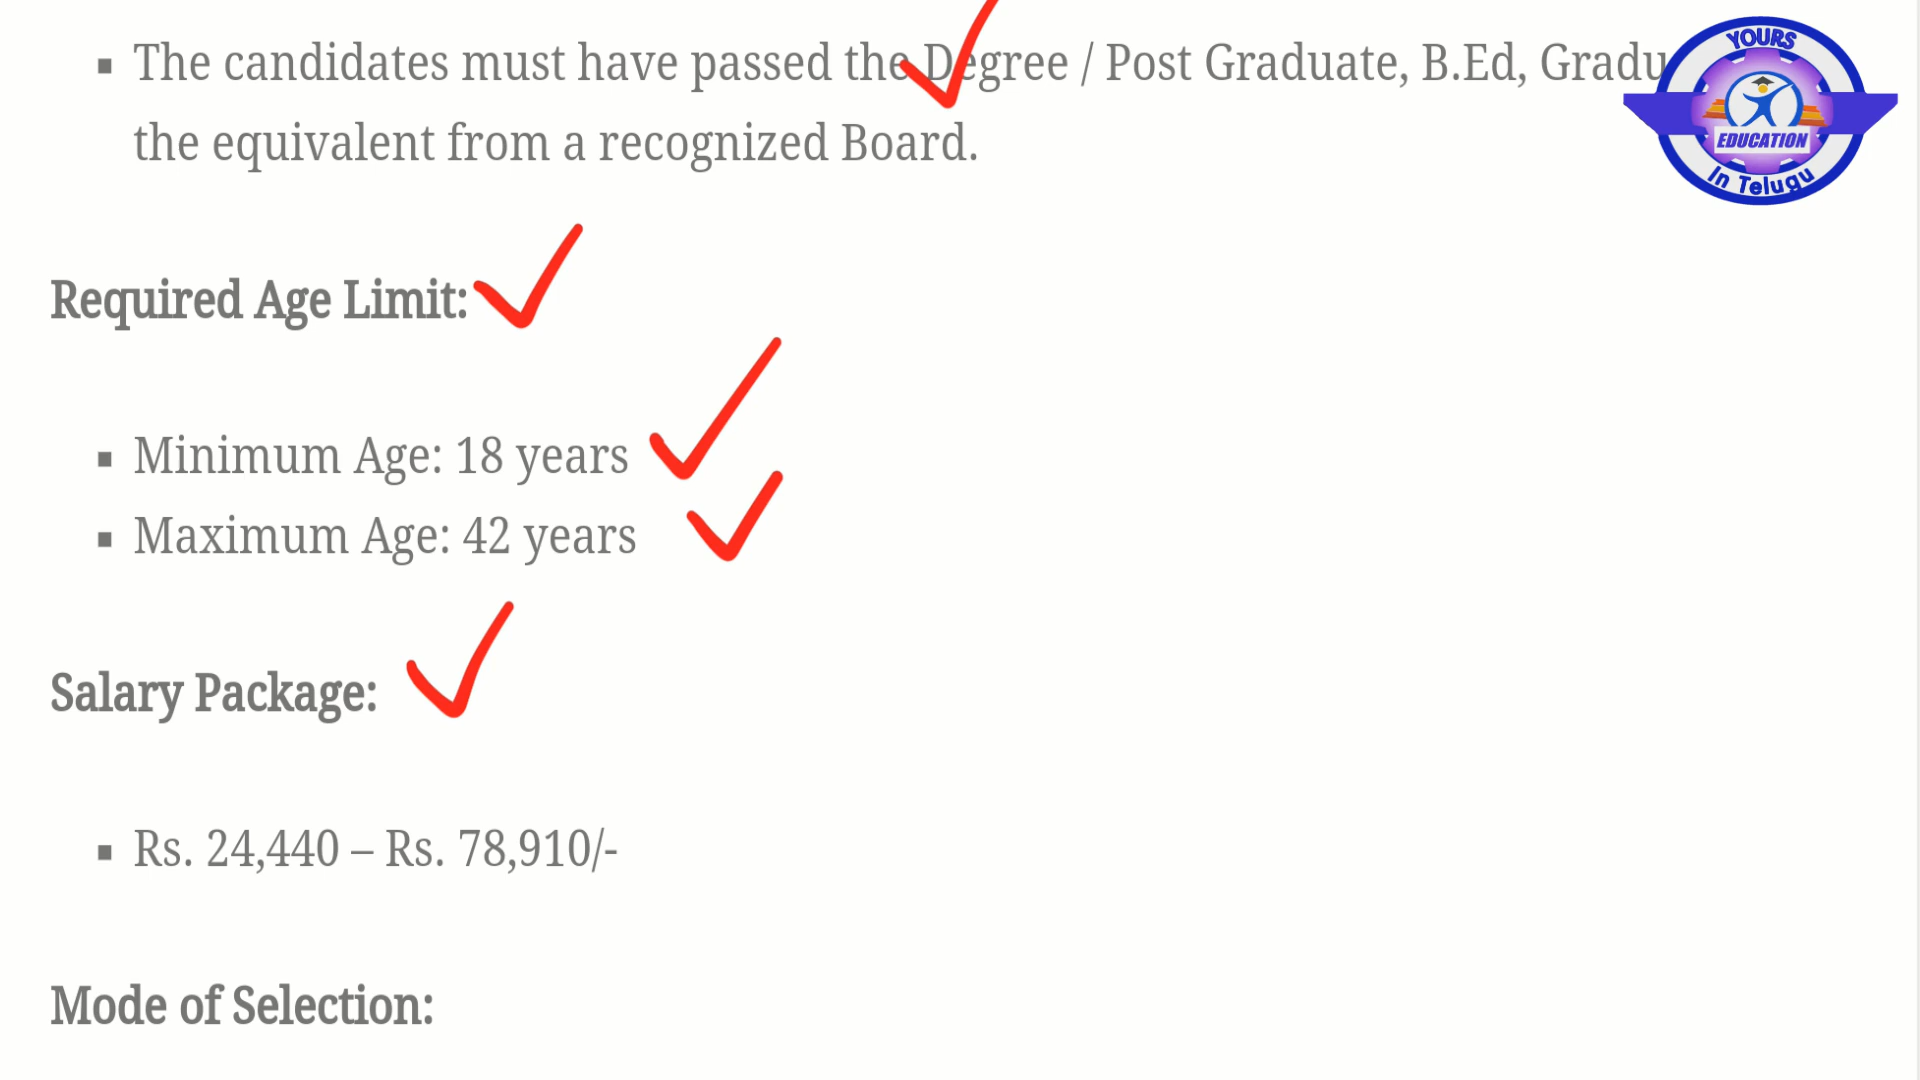 ▪ The candidates must have passed the Degree / Post Graduate, B.Ed,
the equivalent from a recognized Board.
Required Age Limit:
▪ Minimum Age: 18 years
▪ Maximum Age: 42 years
Salary Package:
▪ Rs. 24,440 – Rs. 78,910/-
Mode of Selection:
YOURS
EDUCATION
In Telugu